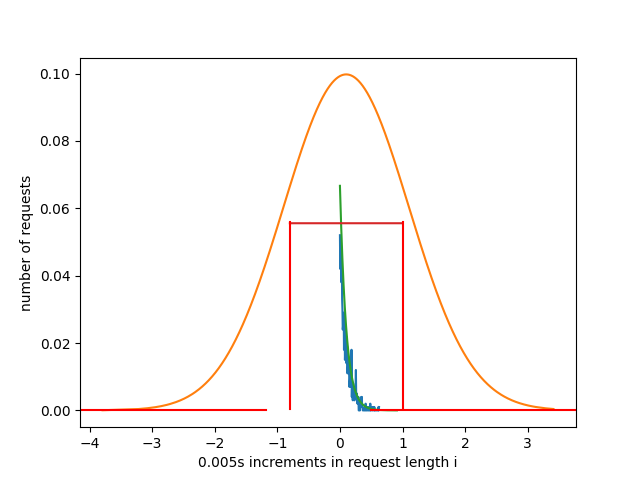 0.10
0.08
0.06
0.04
0.02
0.00
number of requests
−4 −3 −2 −1 0 1 2 3
0.005s increments in request length i